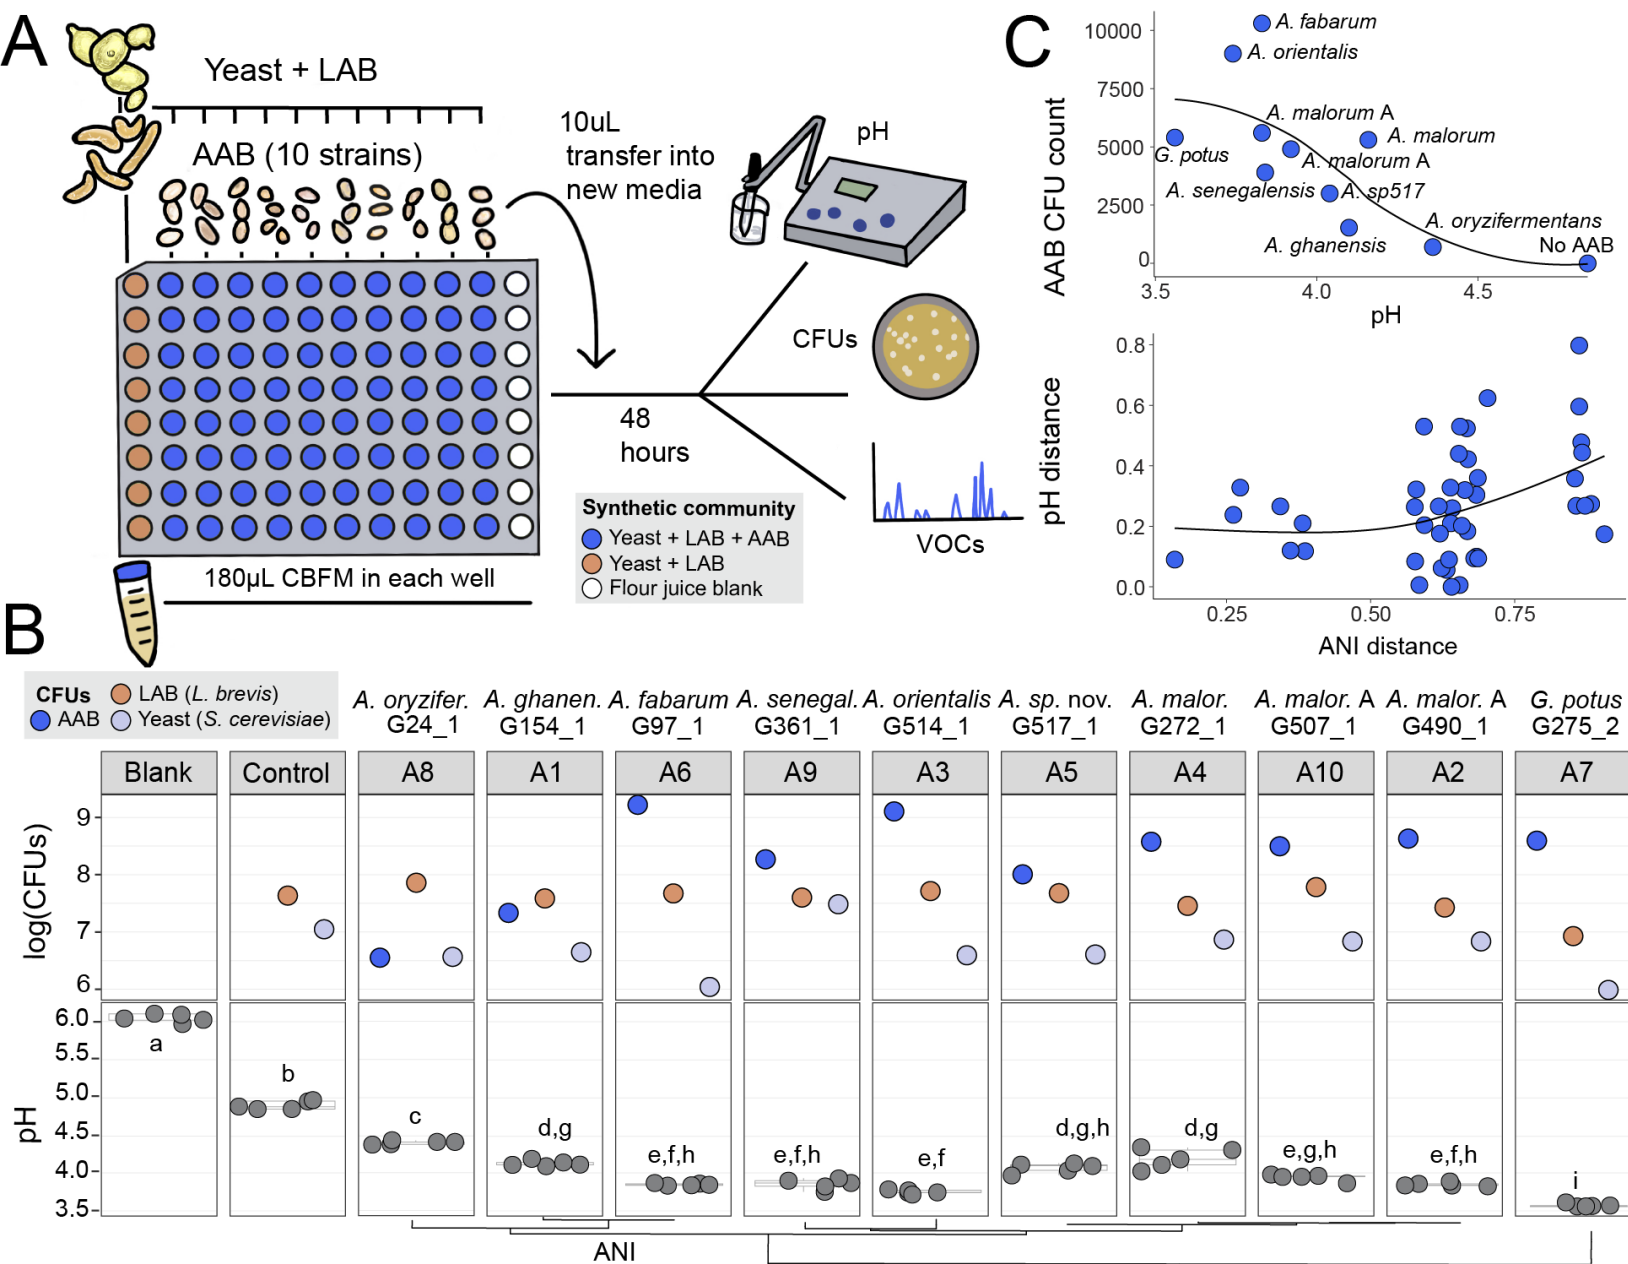 A
Yeast + LAB
AAB (10 strains)
10uL
transfer into
new media
pH
CFUs
48
hours
VOCs
Synthetic community
Yeast + LAB + AAB
Yeast + LAB
Flour juice blank
180µL CBFM in each well
C
AAB CFU count
10000
7500
5000
2500
0
A. fabarum
A. orientalis
A. malorum A
A. malorum
G. potus
A. malorum A
A. senegalensis
A. sp517
A. oryzifermentans
A. ghanensis
No AAB
3.5
4.0
4.5
pH
pH distance
0.8
0.6
0.4
0.2
0.0
0.25
0.50
0.75
ANI distance
B
CFUs
LAB (L. brevis)
AAB
Yeast (S. cerevisiae)
A. oryzifer.
G24_1
A. ghanen.
G154_1
A. fabarum
G97_1
A. senegal.
G361_1
A. orientalis
G514_1
A. sp. nov.
G517_1
A. malor.
G272_1
A. malor. A
G507_1
A. malor. A
G490_1
G. potus
G275_2
Blank
Control
A8
A1
A6
A9
A3
A5
A4
A10
A2
A7
log(CFUs)
9
8
7
6
pH
6.0
5.5
5.0
4.5
4.0
3.5
a
b
c
d,g
e,f,h
e,f,h
e,f
d,g,h
d,g
e,g,h
e,f,h
i
ANI